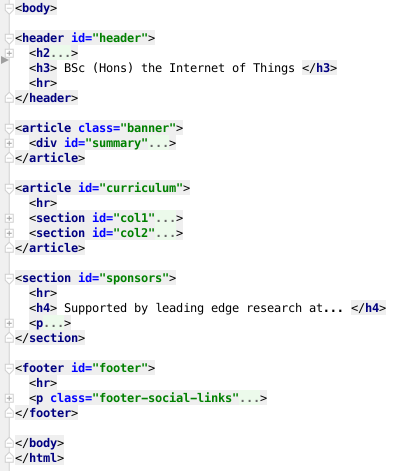 <body>
<header id="header">
<h2...>
<h3> BSc (Hons) the Internet of Things </h3>
<hr>
</header>
<article class="banner">
<div id="summary"...>
</article>
<article id="curriculum">
<hr>
<section id="col1"...>
<section id="col2"...>
</article>
<section id="sponsors">
<hr>
<h4> Supported by leading edge research at... </h4>
<p...>
</section>
<footer id="footer">
<hr>
<p class="footer-social-links"...>
</footer>
</body>
</html>